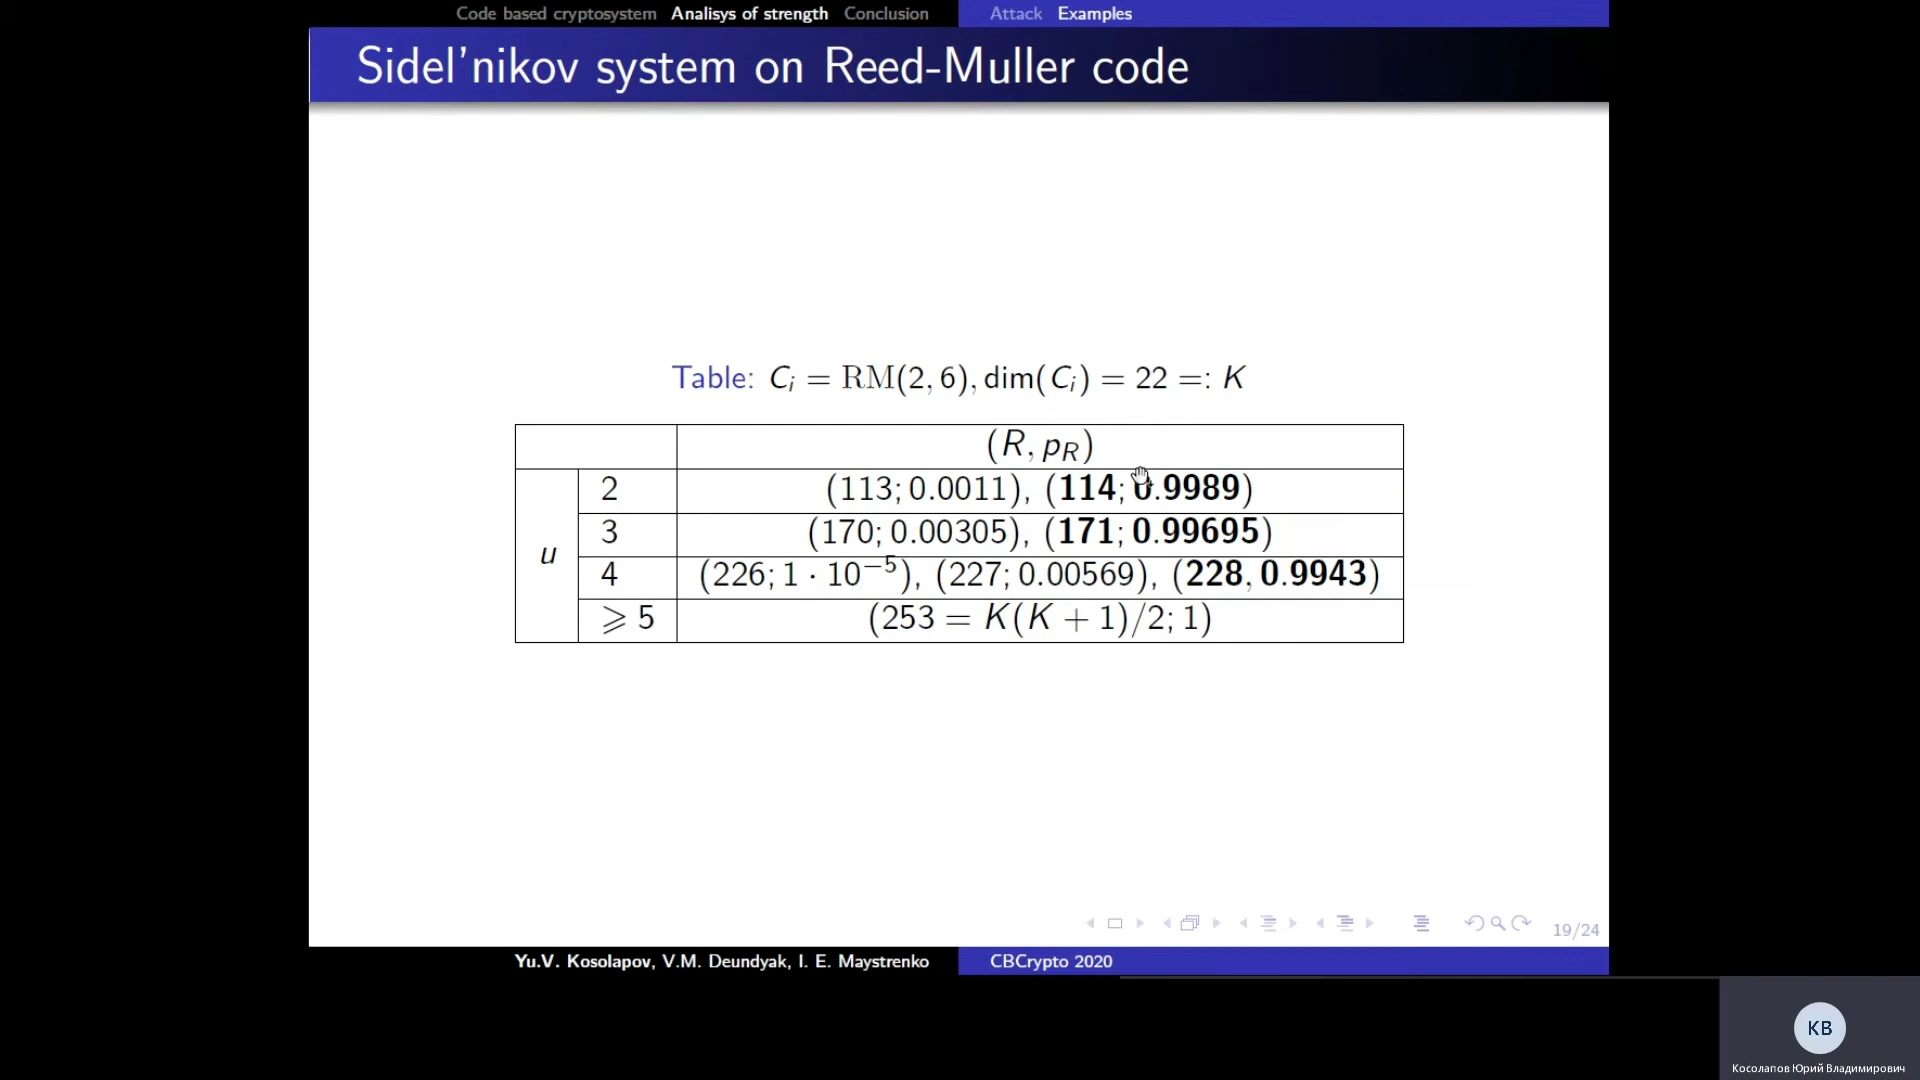 Code based cryptosystem Analisys of strength Conclusion Attack Examples
Sidel'nikov system on Reed-Muller code
Table: Cᵢ = RM(2, 6), dim(Cᵢ) = 22 =: K
(R, p_R)
2 (113; 0.0011), (114; 0.9989)
3 (170; 0.00305), (171; 0.99695)
u
4 (226; 1 · 10⁻⁵), (227; 0.00569), (228, 0.9943)
⩾ 5 (253 = K(K + 1)/2; 1)
19/24
Yu.V. Kosolapov, V.M. Deundyak, I. E. Maystrenko CBCrypto 2020
КВ
Косолапов Юрий Владимирович